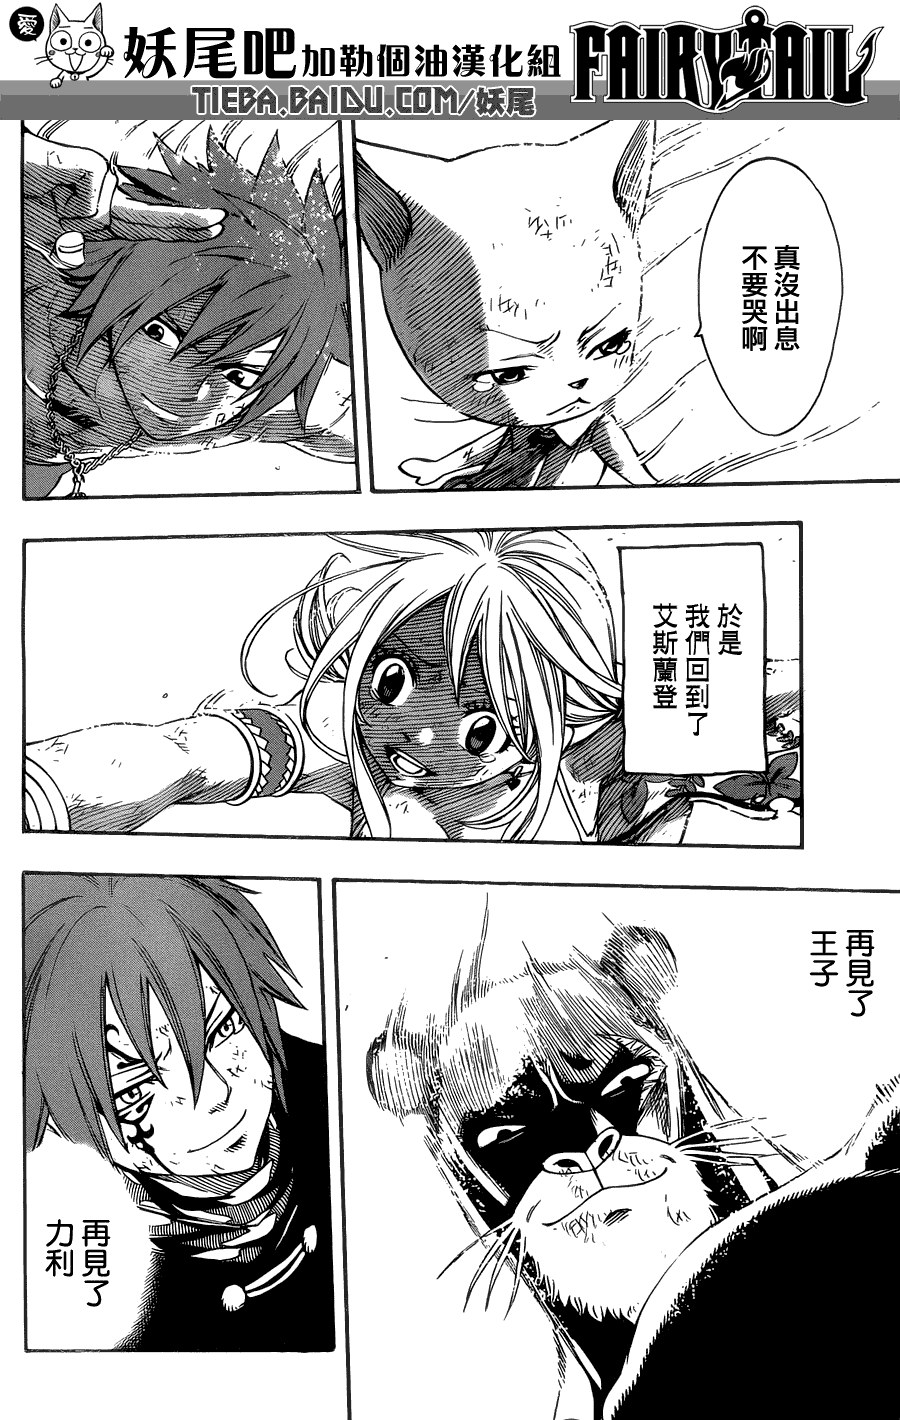 愛
妖尾吧 加勒個油漢化組 FAIRY TAIL
TIEBA.BAIDU.COM/妖尾
真沒出息
不要哭啊
於是
我們回到了
艾斯蘭登
再見了
王子
再見了
力利